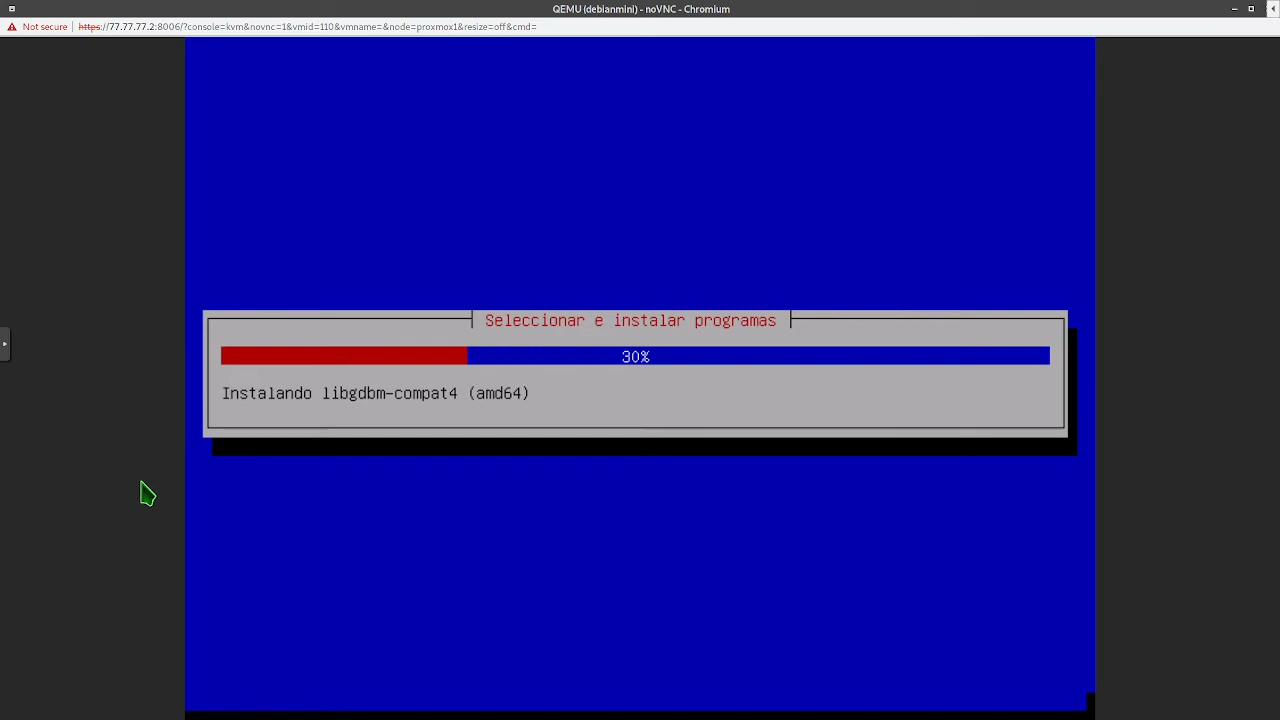 QEMU (debianmini) - noVNC - Chromium
Not secure | https://77.77.77.2:8006/?console=kvm&novnc=1&vmid=110&vmname=&node=proxmox1&resize=off&cmd=
Seleccionar e instalar programas
30%
Instalando libgdbm-compat4 (amd64)